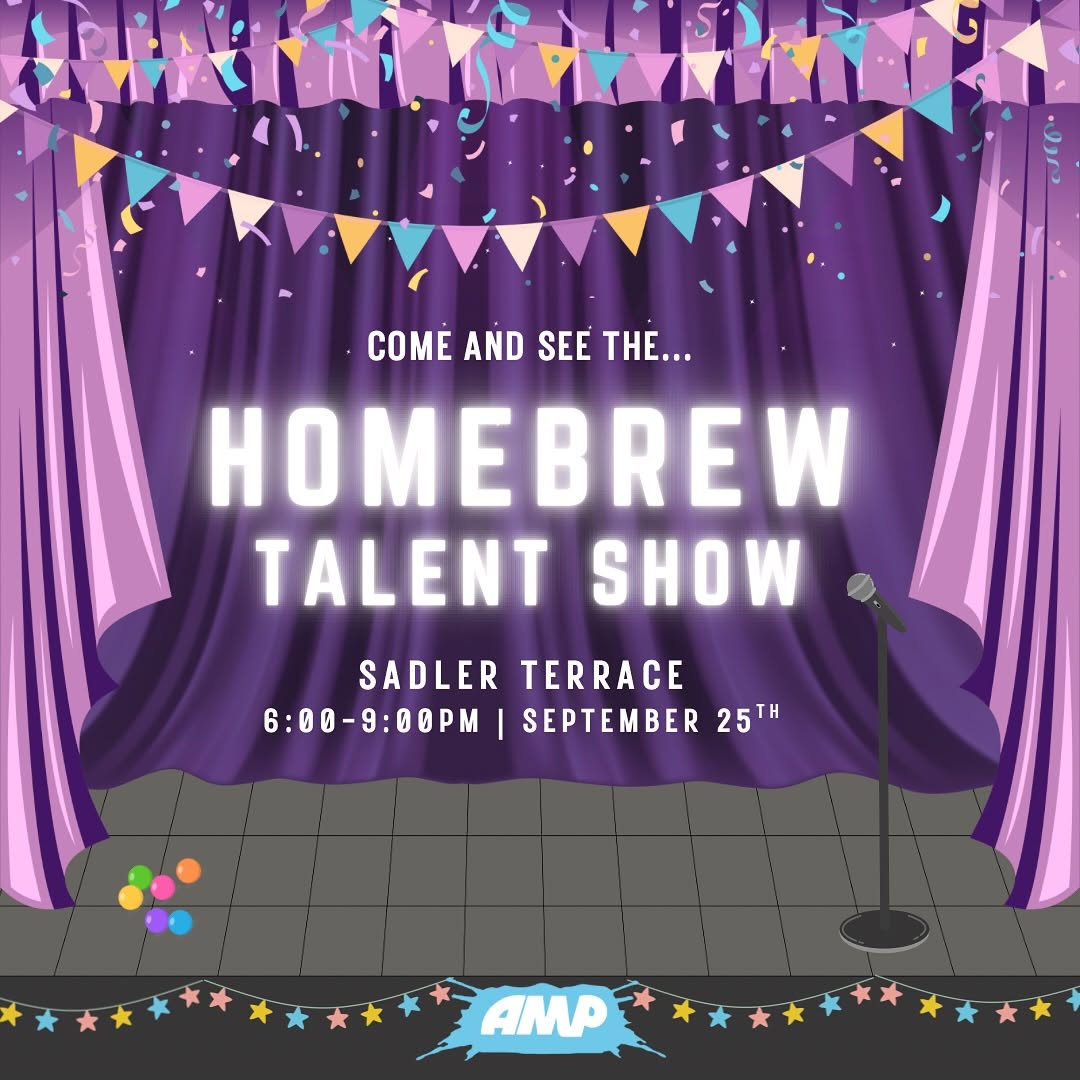 COME AND SEE THE...
HOMEBREW
TALENT SHOW
SADLER TERRACE
6:00-9:00PM | SEPTEMBER 25TH
AMP